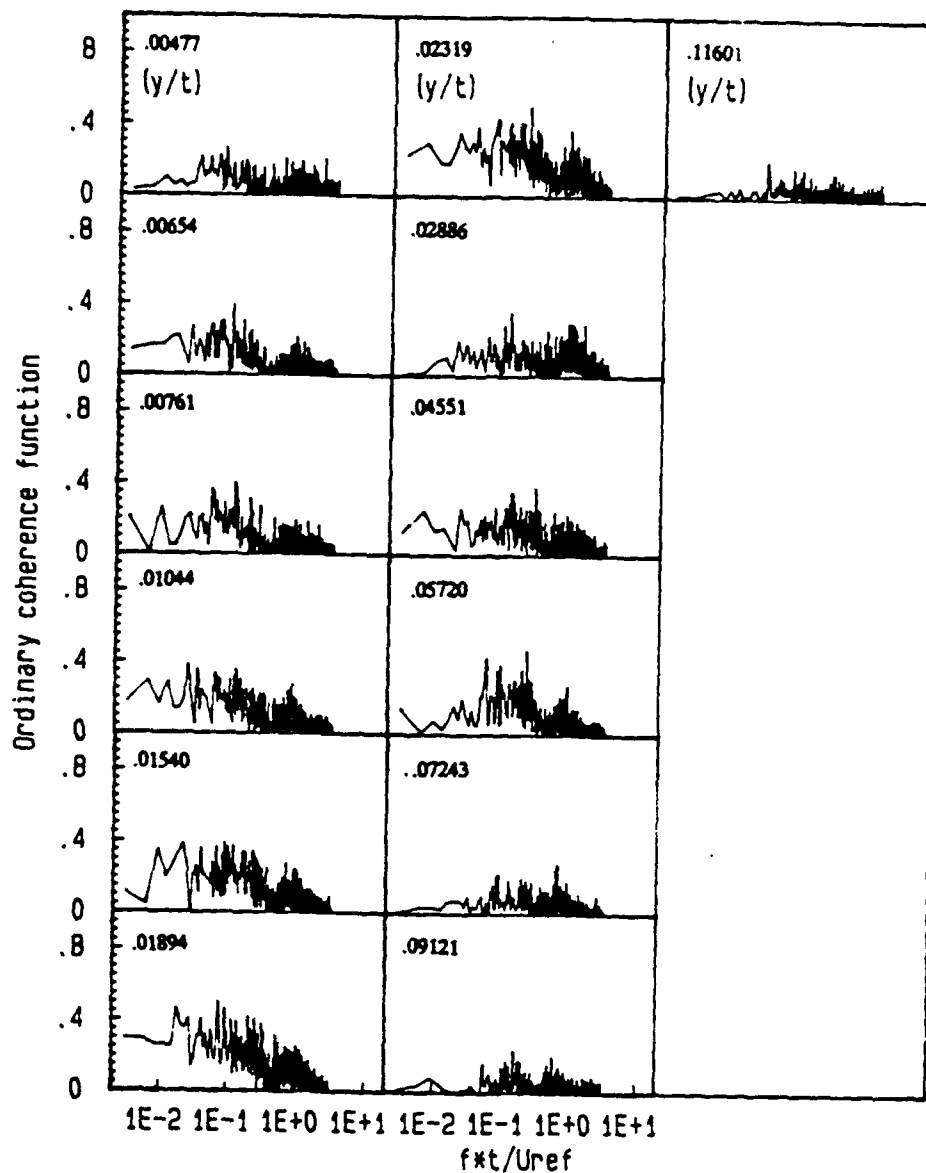 8 .00477 .02319 .11601
(y/t) (y/t) (y/t)
.4
0
.8 .00654 .02886
.4
0
.8 .00761 .04551
.4
0
.8 .01044 .05720
.4
0
.8 .01540 ..07243
.4
0
.8 .01894 .09121
.4
0
Ordinary coherence function
1E-2 1E-1 1E+0 1E+1 1E-2 1E-1 1E+0 1E+1
f*t/Uref